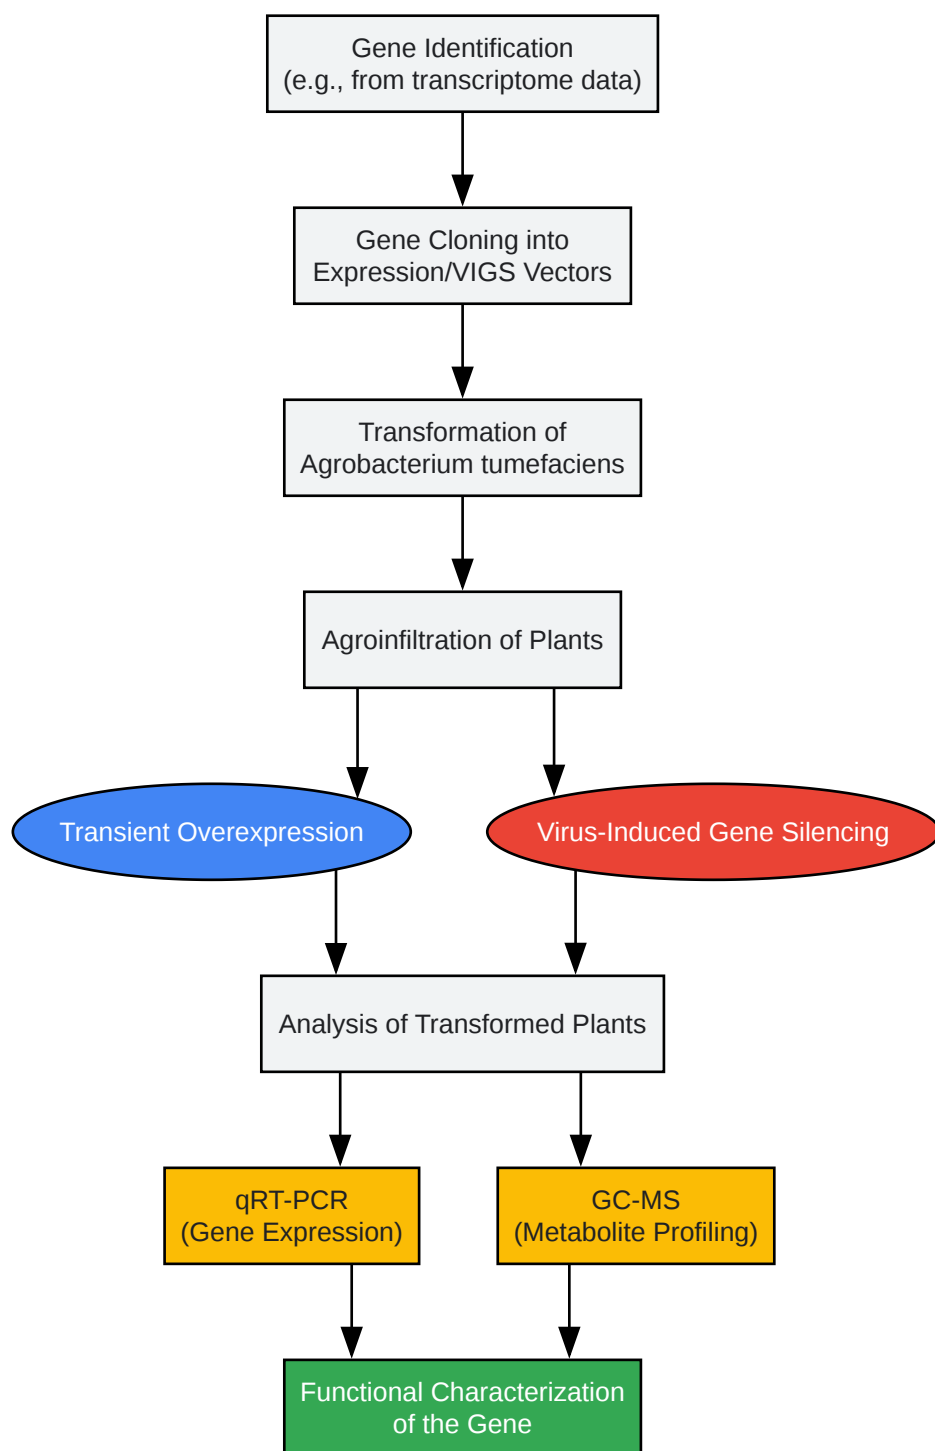 Gene Identification
(e.g., from transcriptome data)
Gene Cloning into
Expression/VIGS Vectors
Transformation of
Agrobacterium tumefaciens
Agroinfiltration of Plants
Transient Overexpression
Virus-Induced Gene Silencing
Analysis of Transformed Plants
qRT-PCR
(Gene Expression)
GC-MS
(Metabolite Profiling)
Functional Characterization
of the Gene